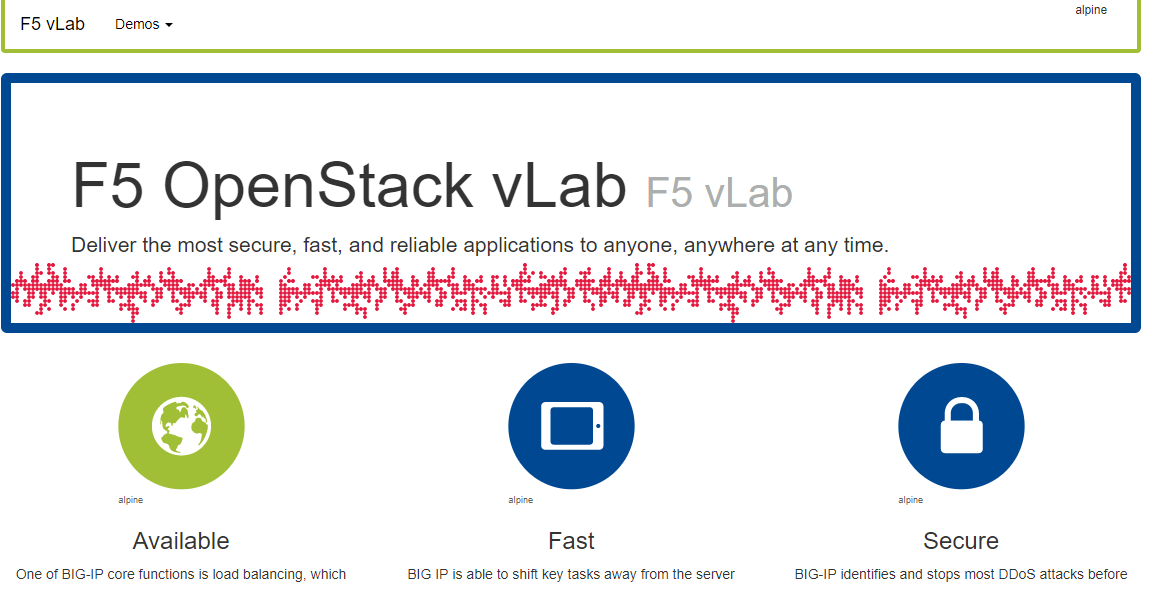 F5 vLab Demos alpine
F5 OpenStack vLab F5 vLab
Deliver the most secure, fast, and reliable applications to anyone, anywhere at any time.
alpine alpine alpine
Available Fast Secure
One of BIG-IP core functions is load balancing, which BIG IP is able to shift key tasks away from the server BIG-IP identifies and stops most DDoS attacks before